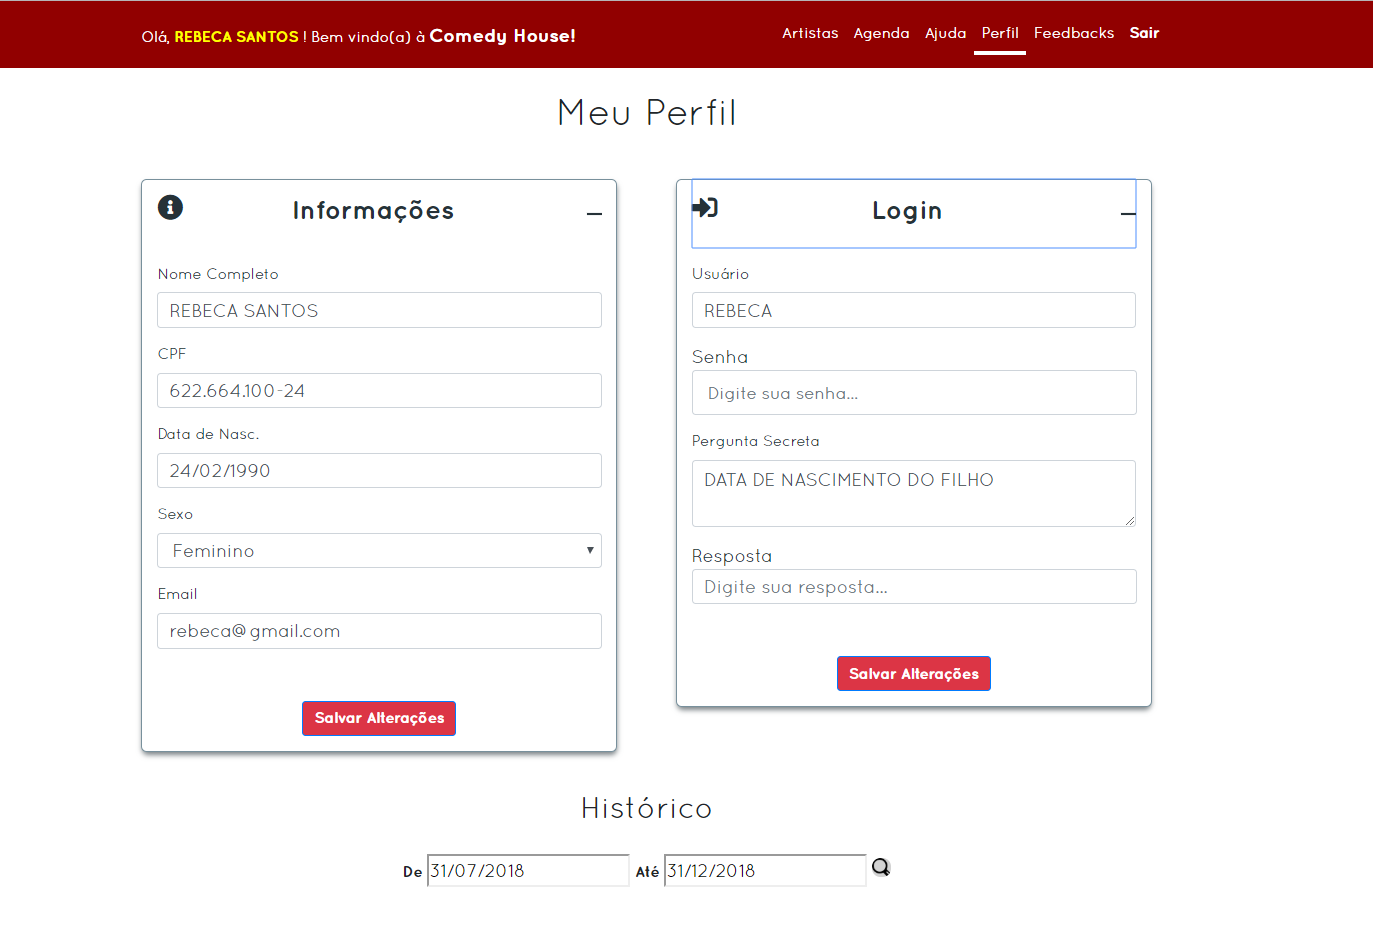 Olá, REBECA SANTOS ! Bem vindo(a) à Comedy House!
Artistas Agenda Ajuda Perfil Feedbacks Sair
Meu Perfil
Informações
Nome Completo
REBECA SANTOS
CPF
622.664.100-24
Data de Nasc.
24/02/1990
Sexo
Feminino
Email
rebeca@gmail.com
Salvar Alterações
Login
Usuário
REBECA
Senha
Digite sua senha...
Pergunta Secreta
DATA DE NASCIMENTO DO FILHO
Resposta
Digite sua resposta...
Salvar Alterações
Histórico
De 31/07/2018 Até 31/12/2018